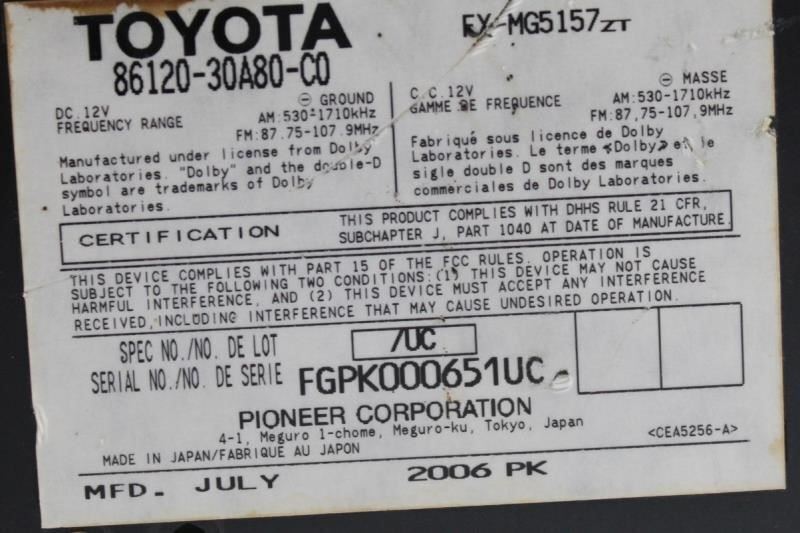 TOYOTA
86120-30A80-C0
FX-MG5157ZT
DC.12V
⊖ GROUND
FREQUENCY RANGE
AM:530-1710kHz
FM:87.75-107.9MHz
Manufactured under license from Dolby
Laboratories. "Dolby" and the double-D
symbol are trademarks of Dolby
Laboratories.
C.C.12V
⊖ MASSE
GAMME DE FREQUENCE
AM:530-1710kHz
FM:87,75-107,9MHz
Fabriqué sous licence de Dolby
Laboratories. Le terme «Dolby» et le
sigle double D sont des marques
commerciales de Dolby Laboratories.
CERTIFICATION
THIS PRODUCT COMPLIES WITH DHHS RULE 21 CFR,
SUBCHAPTER J, PART 1040 AT DATE OF MANUFACTURE.
THIS DEVICE COMPLIES WITH PART 15 OF THE FCC RULES. OPERATION IS
SUBJECT TO THE FOLLOWING TWO CONDITIONS:(1) THIS DEVICE MAY NOT CAUSE
HARMFUL INTERFERENCE, AND (2) THIS DEVICE MUST ACCEPT ANY INTERFERENCE
RECEIVED,INCLUDING INTERFERENCE THAT MAY CAUSE UNDESIRED OPERATION.
SPEC NO./NO. DE LOT /UC
SERIAL NO./NO. DE SERIE FGPK000651UC
PIONEER CORPORATION
4-1, Meguro 1-chome, Meguro-ku, Tokyo, Japan
MADE IN JAPAN/FABRIQUE AU JAPON
<CEA5256-A>
MFD. JULY 2006 PK